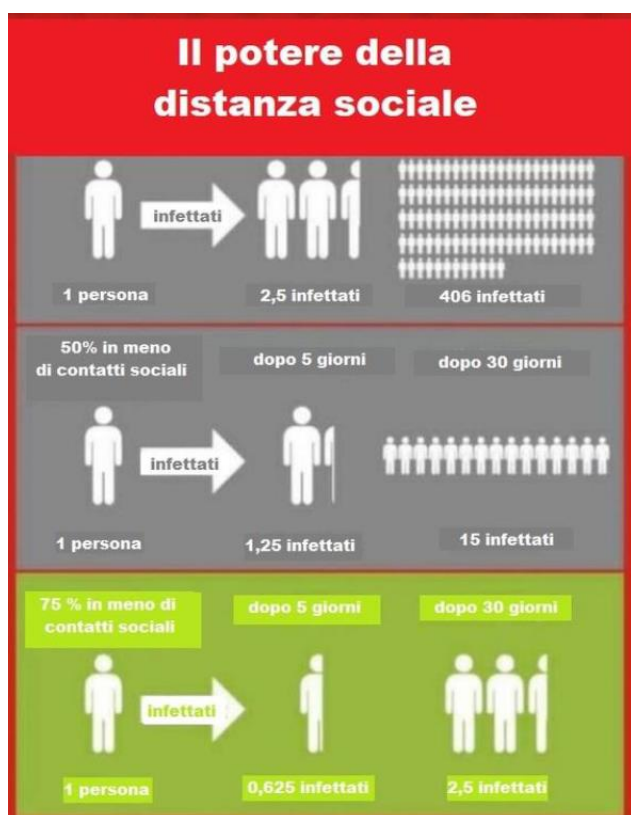 Il potere della
distanza sociale
infettati
1 persona
2,5 infettati
406 infettati
50% in meno
di contatti sociali
dopo 5 giorni
dopo 30 giorni
infettati
1 persona
1,25 infettati
15 infettati
75 % in meno di
contatti sociali
dopo 5 giorni
dopo 30 giorni
infettati
1 persona
0,625 infettati
2,5 infettati